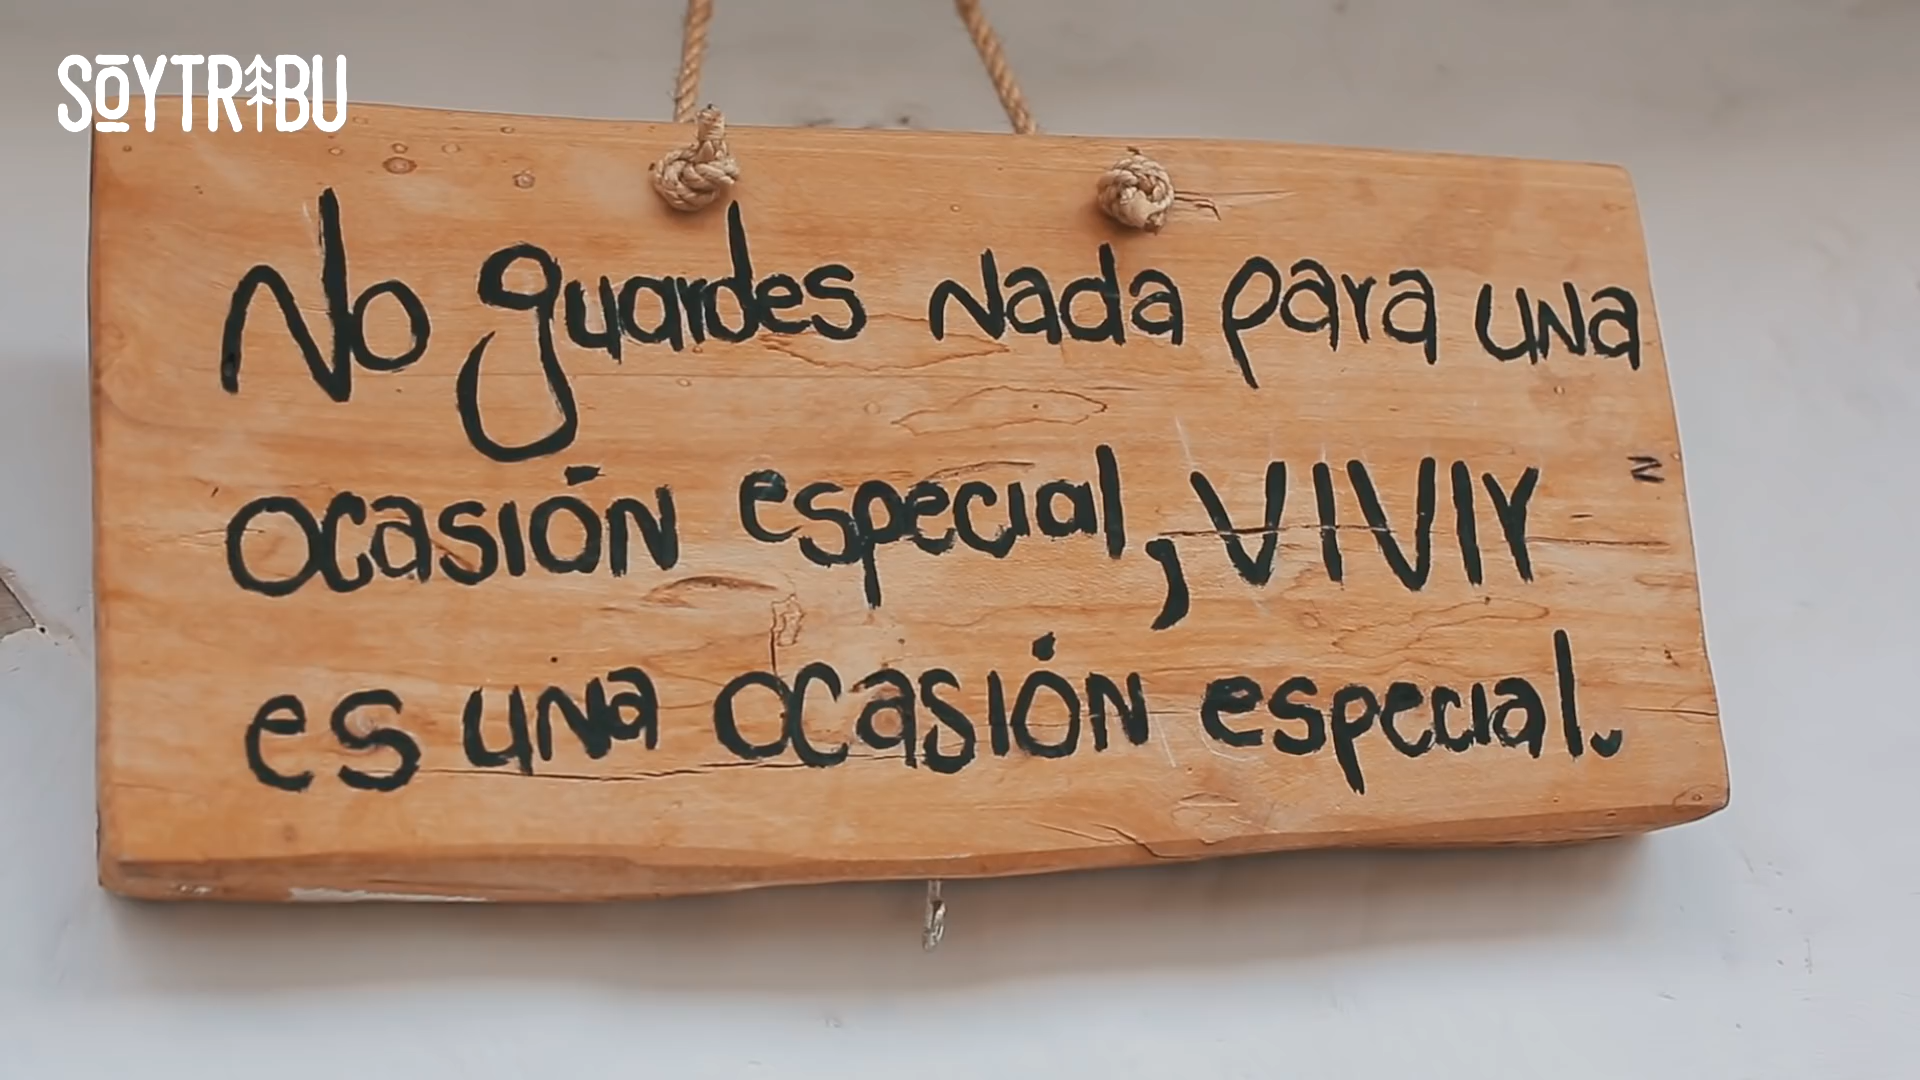 SOYTRIBU
No guardes nada para una
ocasión especial, VIVIr
es una ocasión especial.